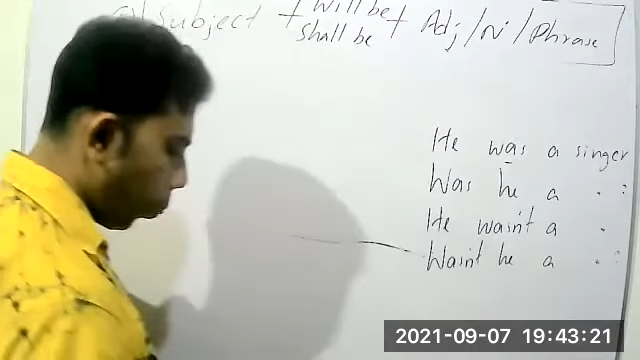 Subject + will be + Adj/N/Phrase
shall be
He was a singer
Was he a . ?
He wasn't a .
Wasn't he a . ?
2021-09-07 19:43:21